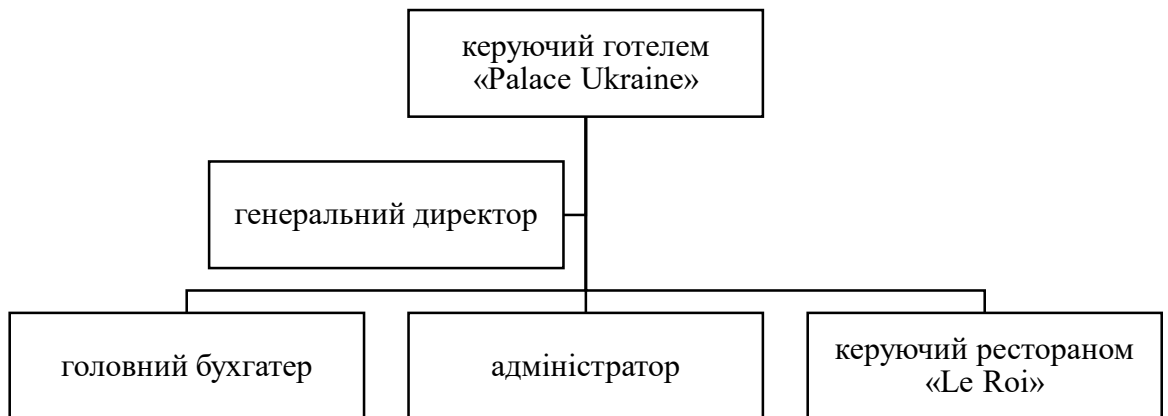 керуючий готелем
«Palace Ukraine»
генеральний директор
головний бухгатер
адміністратор
керуючий рестораном
«Le Roi»